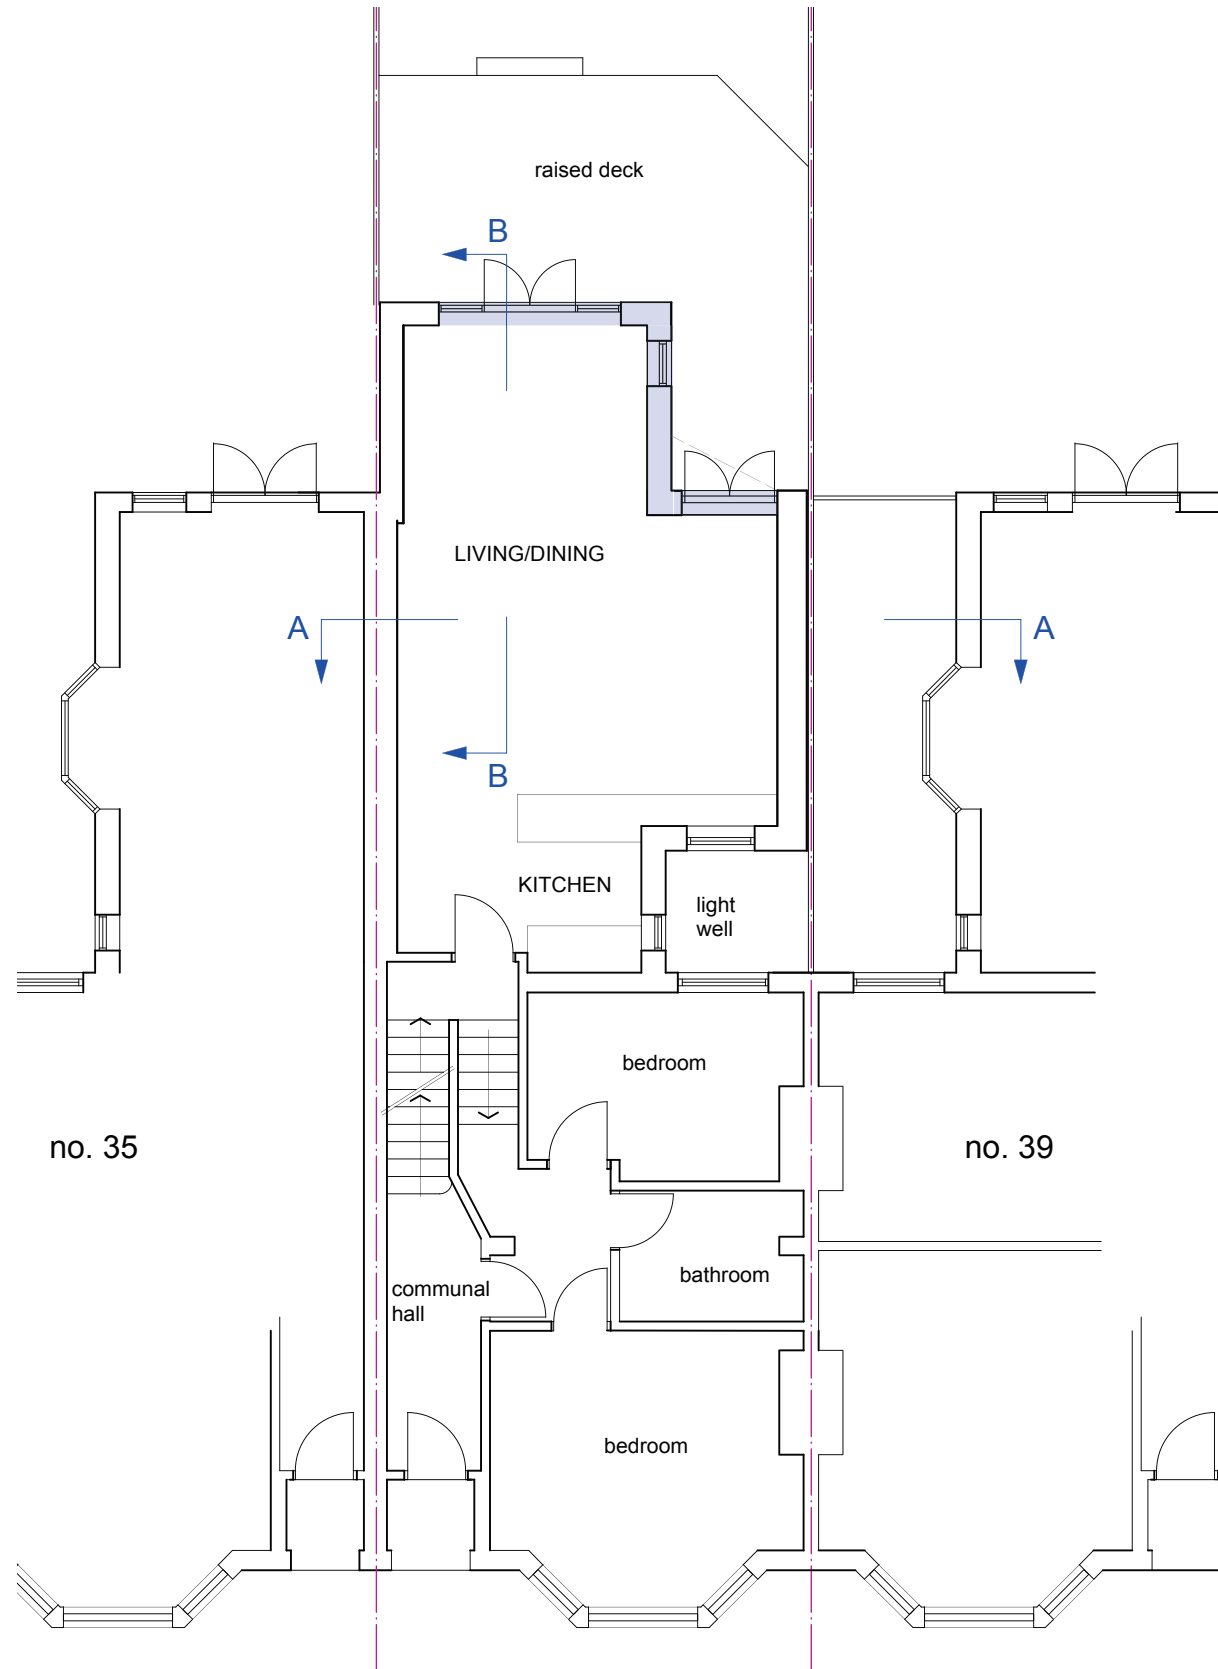 raised deck
B
LIVING/DINING
A
A
B
KITCHEN
light
well
bedroom
no. 35
no. 39
bathroom
communal
hall
bedroom